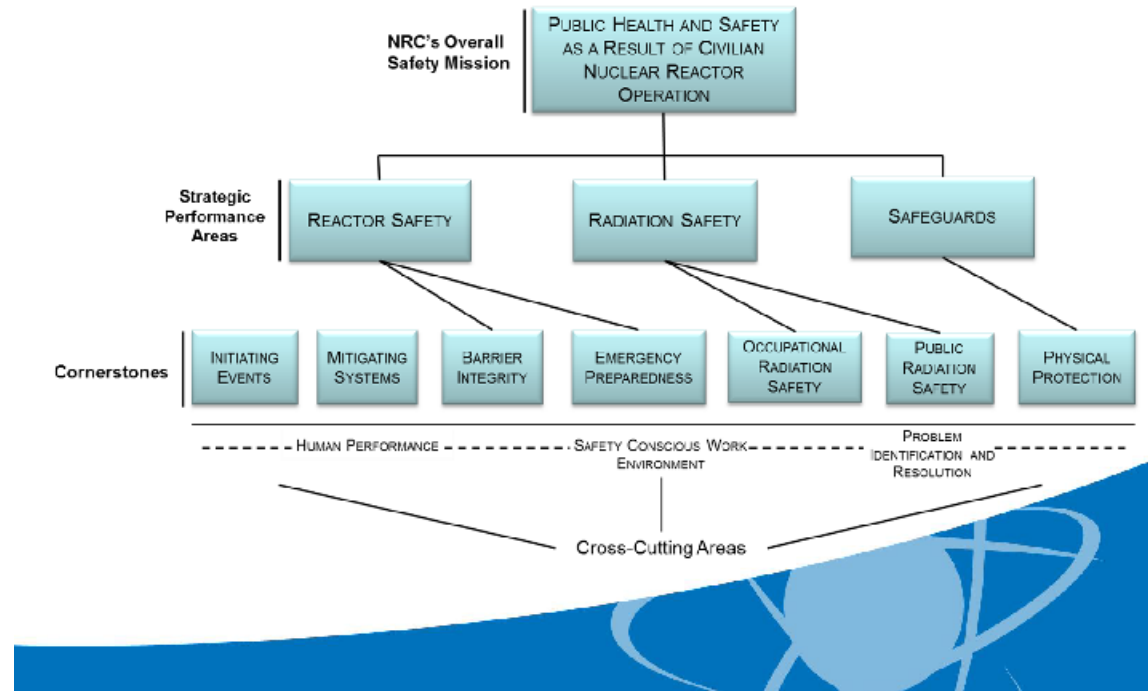 NRC's Overall
Safety Mission
PUBLIC HEALTH AND SAFETY
AS A RESULT OF CIVILIAN
NUCLEAR REACTOR
OPERATION
Strategic
Performance
Areas
REACTOR SAFETY
RADIATION SAFETY
SAFEGUARDS
Cornerstones
INITIATING
EVENTS
MITIGATING
SYSTEMS
BARRIER
INTEGRITY
EMERGENCY
PREPAREDNESS
OCCUPATIONAL
RADIATION
SAFETY
PUBLIC
RADIATION
SAFETY
PHYSICAL
PROTECTION
HUMAN PERFORMANCE
SAFETY CONSCIOUS WORK
ENVIRONMENT
PROBLEM
IDENTIFICATION AND
RESOLUTION
Cross-Cutting Areas